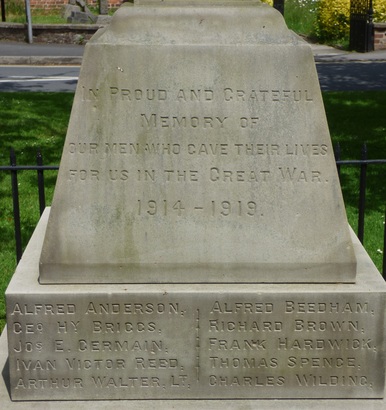 In Proud and Grateful
Memory of
our men who gave their lives
for us in the Great War.
1914-1919.
Alfred Anderson.
Geo Hy Briggs.
Jos E. Germain.
Ivan Victor Reed.
Arthur Walter. Lt.
Alfred Beedham.
Richard Brown.
Frank Hardwick.
Thomas Spence.
Charles Wilding.